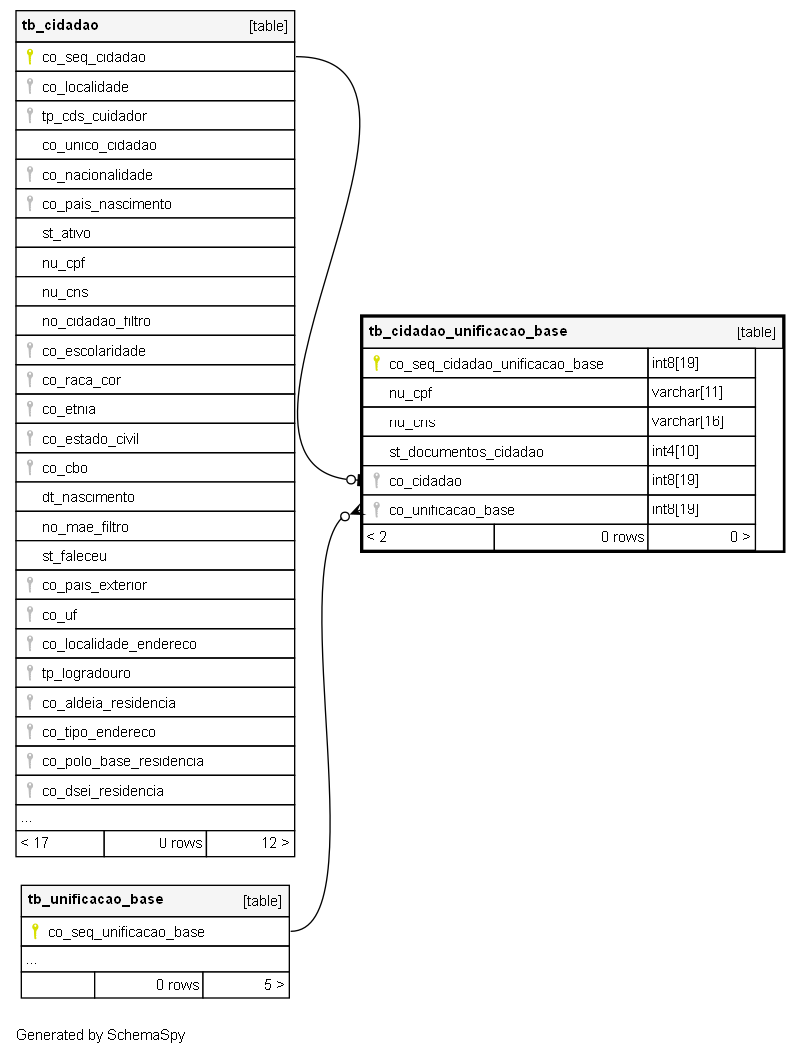 tb_cidadao [table]
co_seq_cidadao
co_localidade
tp_cds_cuidador
co_unico_cidadao
co_nacionalidade
co_pais_nascimento
st_ativo
nu_cpf
nu_cns
no_cidadao_filtro
co_escolaridade
co_raca_cor
co_etnia
co_estado_civil
co_cbo
dt_nascimento
no_mae_filtro
st_faleceu
co_pais_exterior
co_uf
co_localidade_endereco
tp_logradouro
co_aldeia_residencia
co_tipo_endereco
co_polo_base_residencia
co_dsei_residencia
...
< 17 0 rows 12 >
tb_cidadao_unificacao_base [table]
co_seq_cidadao_unificacao_base int8[19]
nu_cpf varchar[11]
nu_cns varchar[16]
st_documentos_cidadao int4[10]
co_cidadao int8[19]
co_unificacao_base int8[19]
< 2 0 rows 0 >
tb_unificacao_base [table]
co_seq_unificacao_base
...
0 rows 5 >
Generated by SchemaSpy